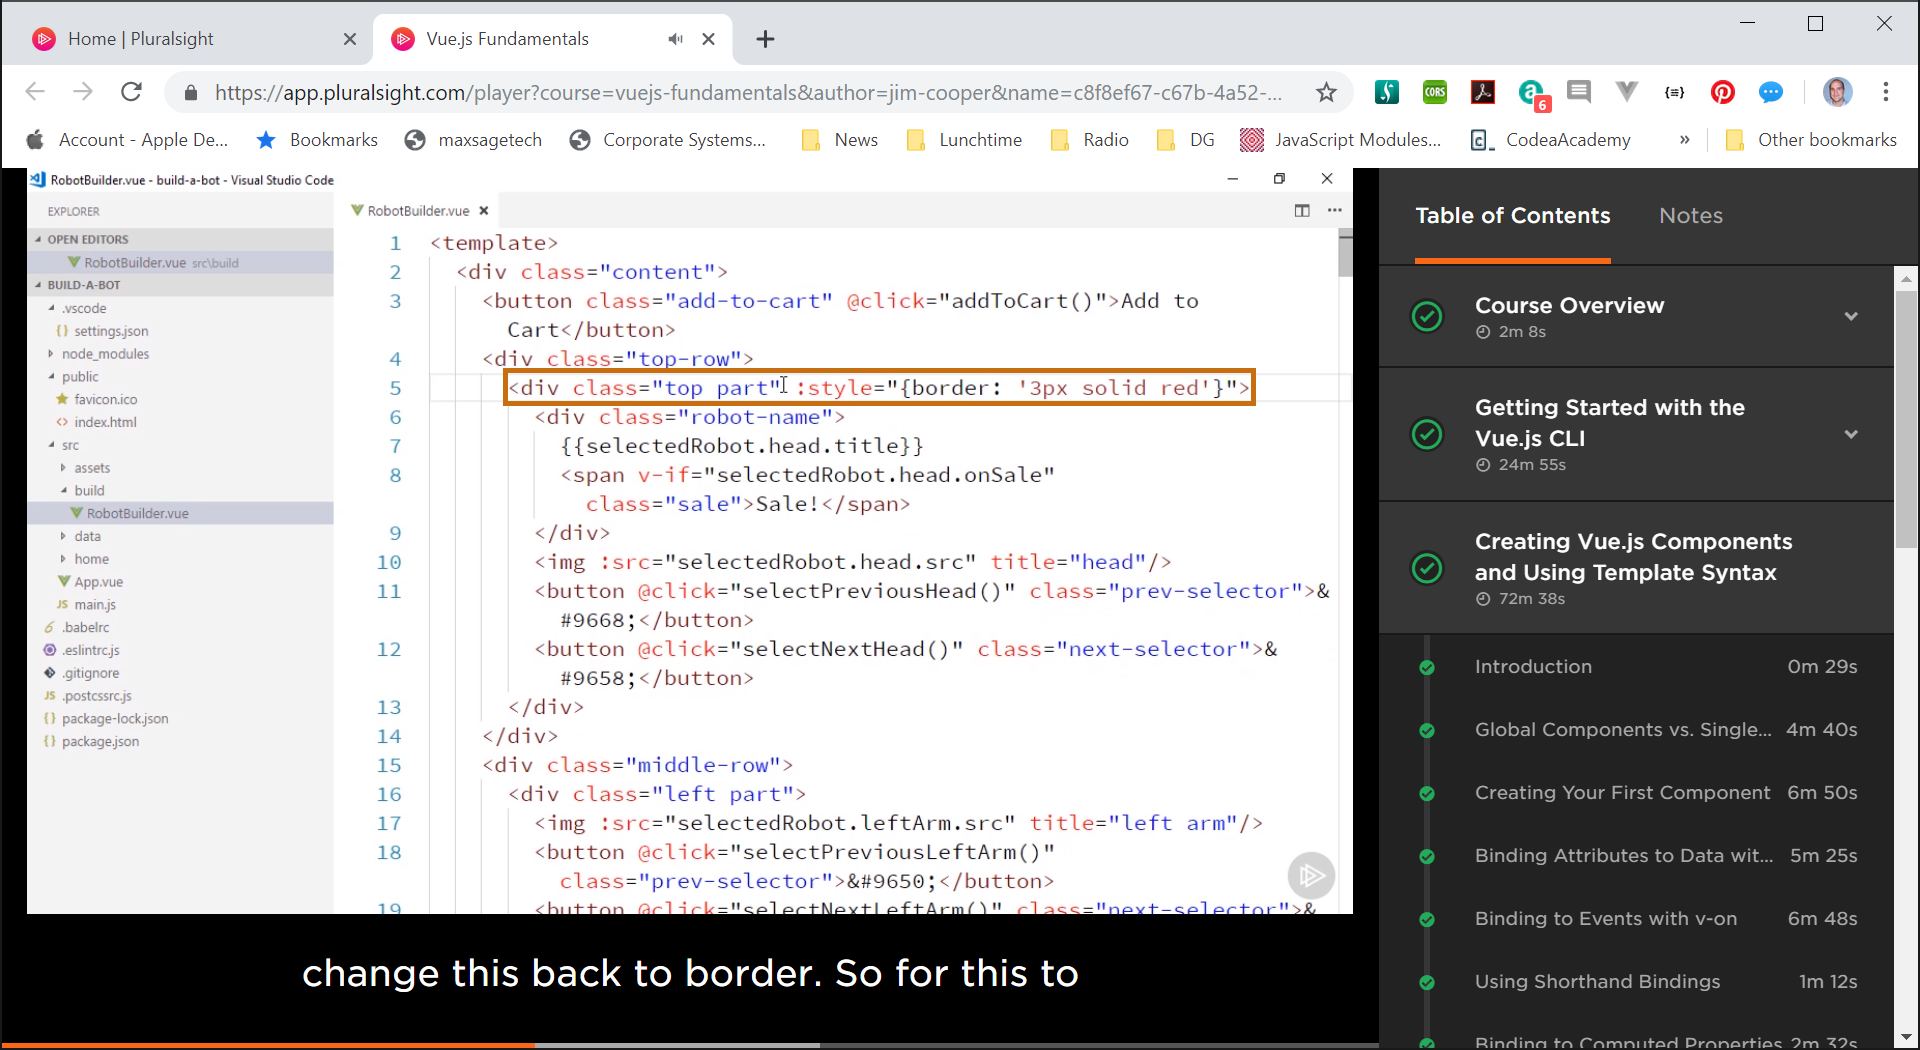 Home | Pluralsight
Vue.js Fundamentals
https://app.pluralsight.com/player?course=vuejs-fundamentals&author=jim-cooper&name=c8f8ef67-c67b-4a52-...
CORS
6
{≡}
Account - Apple De...
Bookmarks
maxsagetech
Corporate Systems...
News
Lunchtime
Radio
DG
JavaScript Modules...
CodeaAcademy
»
Other bookmarks
RobotBuilder.vue - build-a-bot - Visual Studio Code
EXPLORER
OPEN EDITORS
RobotBuilder.vue src\build
BUILD-A-BOT
.vscode
{} settings.json
node_modules
public
favicon.ico
<> index.html
src
assets
build
RobotBuilder.vue
data
home
App.vue
JS main.js
.babelrc
.eslintrc.js
.gitignore
JS .postcssrc.js
{} package-lock.json
{} package.json
RobotBuilder.vue
1 <template>
2 <div class="content">
3 <button class="add-to-cart" @click="addToCart()">Add to
Cart</button>
4 <div class="top-row">
5 <div class="top part" :style="{border: '3px solid red'}">
6 <div class="robot-name">
7 {{selectedRobot.head.title}}
8 <span v-if="selectedRobot.head.onSale"
class="sale">Sale!</span>
9 </div>
10 <img :src="selectedRobot.head.src" title="head"/>
11 <button @click="selectPreviousHead()" class="prev-selector">&
#9668;</button>
12 <button @click="selectNextHead()" class="next-selector">&
#9658;</button>
13 </div>
14 </div>
15 <div class="middle-row">
16 <div class="left part">
17 <img :src="selectedRobot.leftArm.src" title="left arm"/>
18 <button @click="selectPreviousLeftArm()"
class="prev-selector">&#9650;</button>
19 <button @click="selectNextLeftArm()" class="next-selector">&
change this back to border. So for this to
Table of Contents
Notes
Course Overview
2m 8s
Getting Started with the
Vue.js CLI
24m 55s
Creating Vue.js Components
and Using Template Syntax
72m 38s
Introduction 0m 29s
Global Components vs. Single... 4m 40s
Creating Your First Component 6m 50s
Binding Attributes to Data wit... 5m 25s
Binding to Events with v-on 6m 48s
Using Shorthand Bindings 1m 12s
Binding to Computed Properties 2m 32s